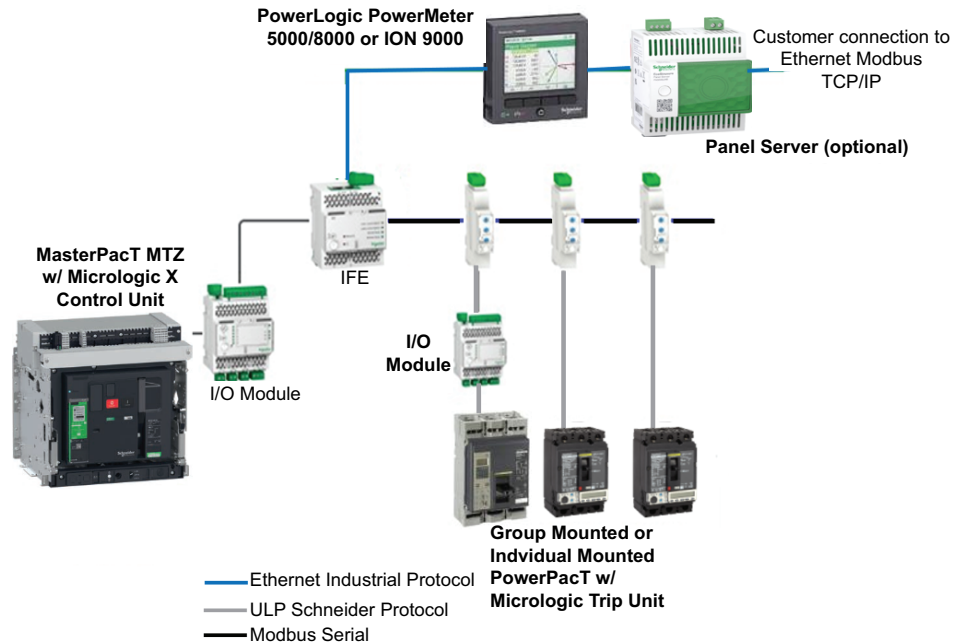 PowerLogic PowerMeter
5000/8000 or ION 9000
Customer connection to
Ethernet Modbus
TCP/IP
Panel Server (optional)
MasterPacT MTZ
w/ Micrologic X
Control Unit
IFE
I/O
Module
I/O Module
Group Mounted or
Indvidual Mounted
PowerPacT w/
Micrologic Trip Unit
Ethernet Industrial Protocol
ULP Schneider Protocol
Modbus Serial